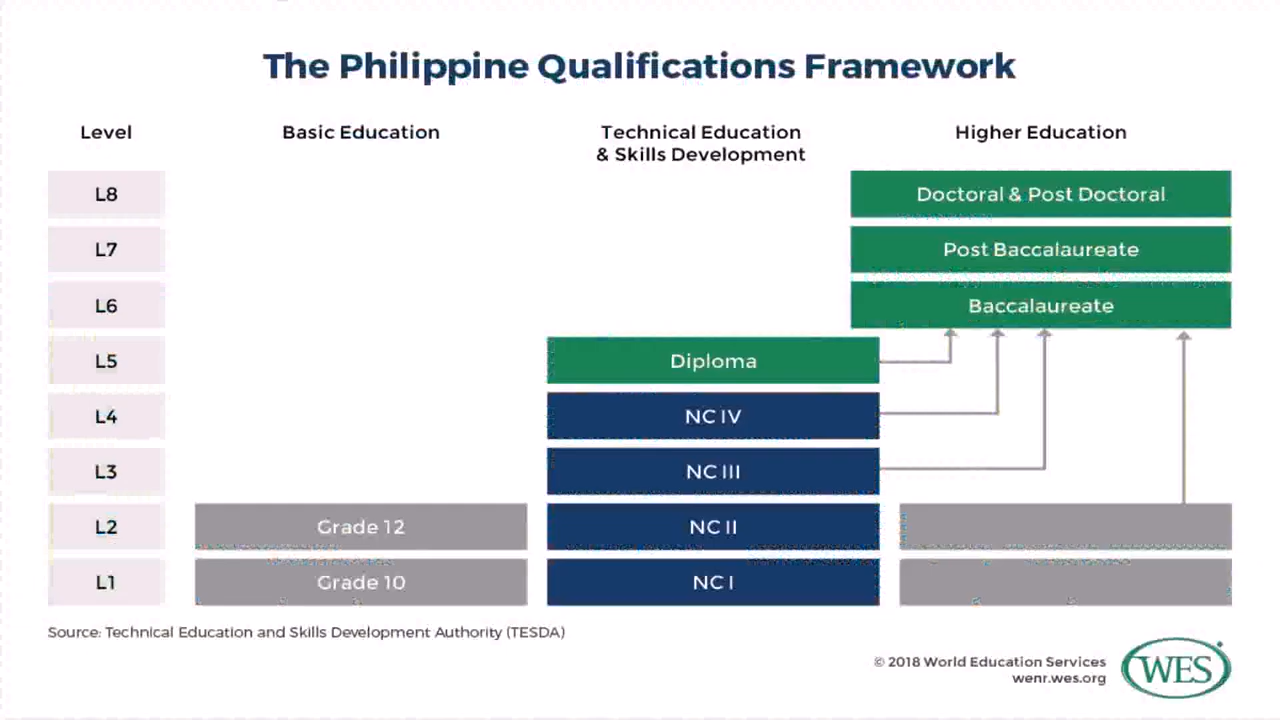 The Philippine Qualifications Framework
Level
Basic Education
Technical Education
& Skills Development
Higher Education
L8
Doctoral & Post Doctoral
L7
Post Baccalaureate
L6
Baccalaureate
L5
Diploma
L4
NC IV
L3
NC III
L2
Grade 12
NC II
L1
Grade 10
NC I
Source: Technical Education and Skills Development Authority (TESDA)
© 2018 World Education Services
wenr.wes.org
WES